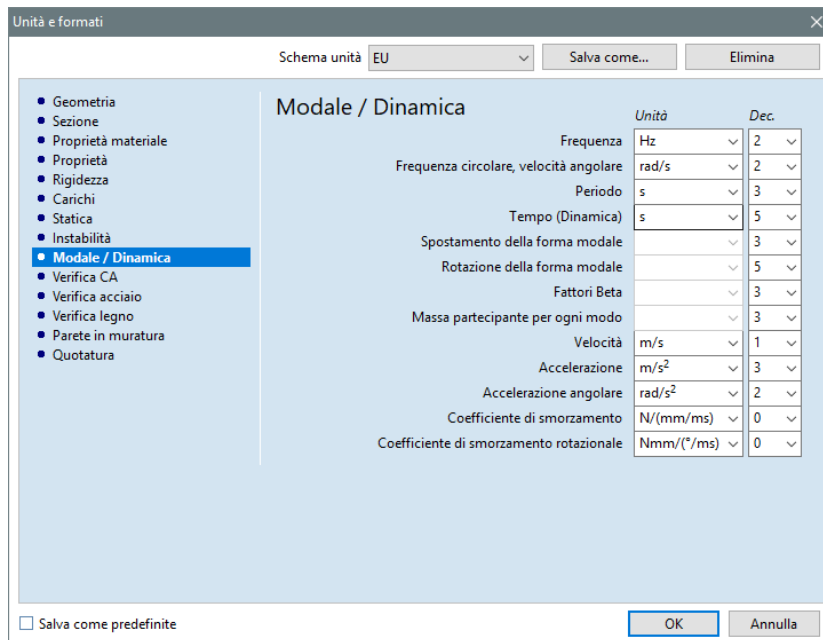 Unità e formati
Schema unità EU Salva come... Elimina
Geometria
Sezione
Proprietà materiale
Proprietà
Rigidezza
Carichi
Statica
Instabilità
Modale / Dinamica
Verifica CA
Verifica acciaio
Verifica legno
Parete in muratura
Quotatura
Modale / Dinamica
Unità Dec.
Frequenza Hz 2
Frequenza circolare, velocità angolare rad/s 2
Periodo s 3
Tempo (Dinamica) s 5
Spostamento della forma modale 3
Rotazione della forma modale 5
Fattori Beta 3
Massa partecipante per ogni modo 3
Velocità m/s 1
Accelerazione m/s² 3
Accelerazione angolare rad/s² 2
Coefficiente di smorzamento N/(mm/ms) 0
Coefficiente di smorzamento rotazionale Nmm/(°/ms) 0
Salva come predefinite OK Annulla